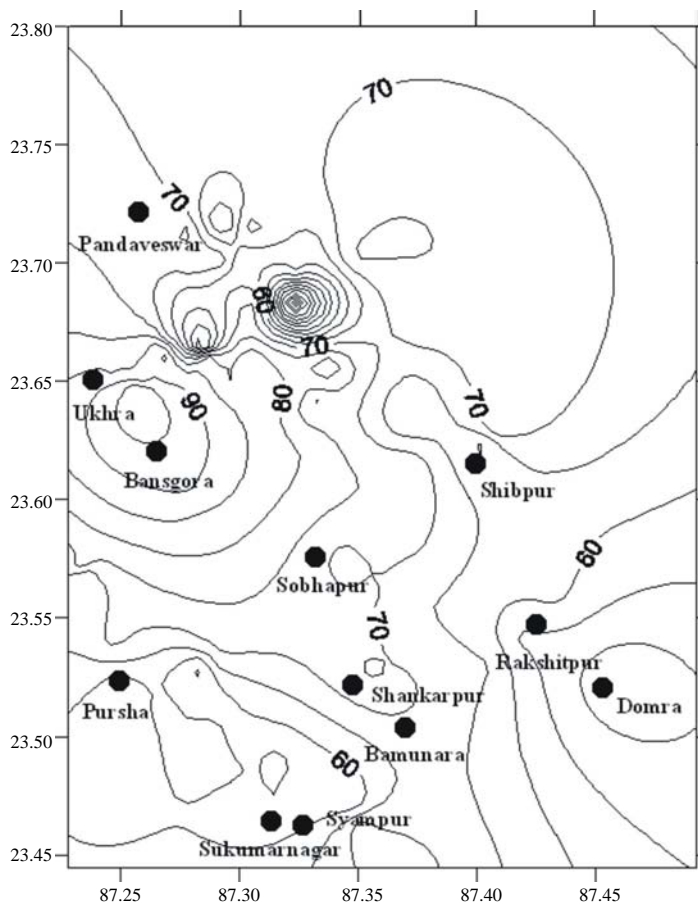 23.80
70
23.75
70
Pandaveswar
23.70
60
70
23.65
Ukhra
90
80
70
Bansgora
Shibpur
23.60
60
Sobhapur
23.55
70
Rakshitpur
Shankarpur
Domra
Pursha
23.50
Bamunara
60
Syampur
Sukumarnagar
23.45
87.25
87.30
87.35
87.40
87.45